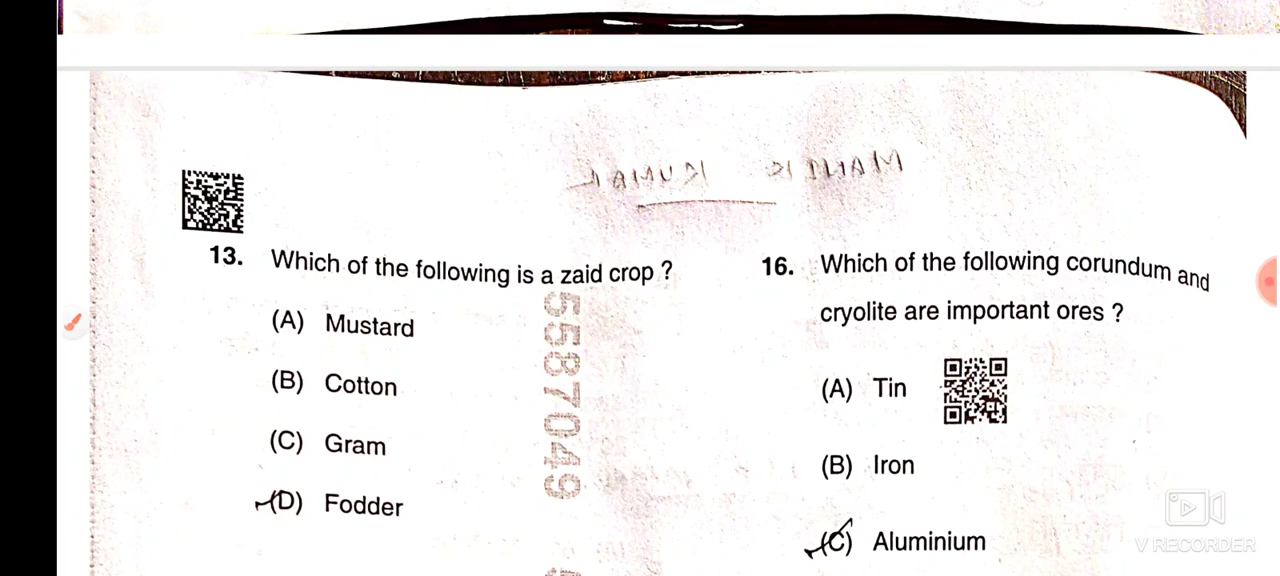 13. Which of the following is a zaid crop ?
(A) Mustard
(B) Cotton
(C) Gram
(D) Fodder
5587049
16. Which of the following corundum and
cryolite are important ores ?
(A) Tin
(B) Iron
(C) Aluminium
V RECORDER